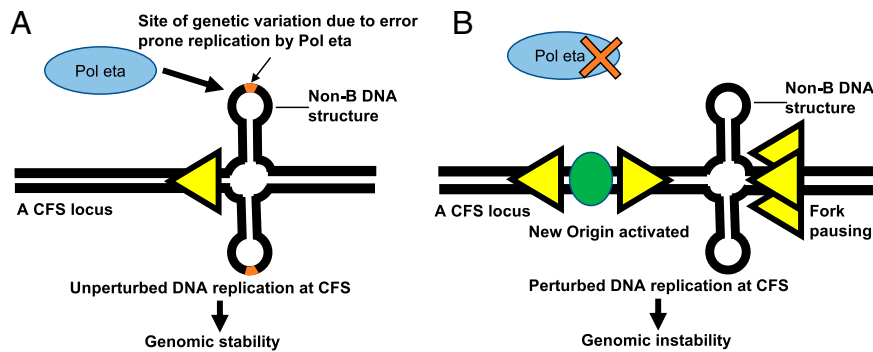 A
Site of genetic variation due to error
prone replication by Pol eta
Pol eta
Non-B DNA
structure
A CFS locus
Unperturbed DNA replication at CFS
Genomic stability
B
Pol eta
Non-B DNA
structure
A CFS locus
New Origin activated
Fork
pausing
Perturbed DNA replication at CFS
Genomic instability